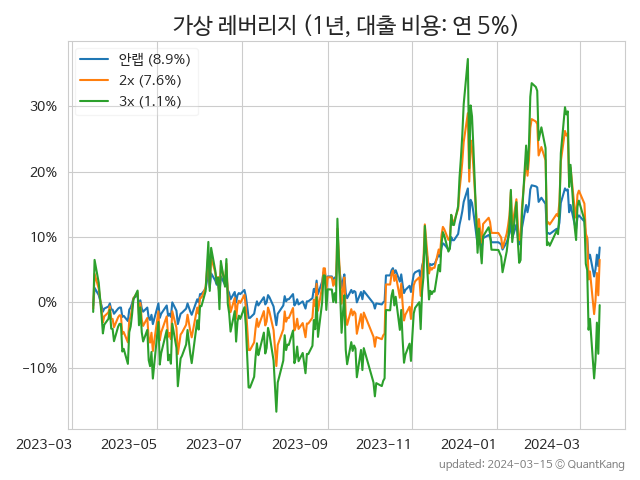 가상 레버리지 (1년, 대출 비용: 연 5%)
안랩 (8.9%)
2x (7.6%)
3x (1.1%)
30%
20%
10%
0%
−10%
2023−03 2023−05 2023−07 2023−09 2023−11 2024−01 2024−03
updated: 2024−03−15 ⓒ QuantKang